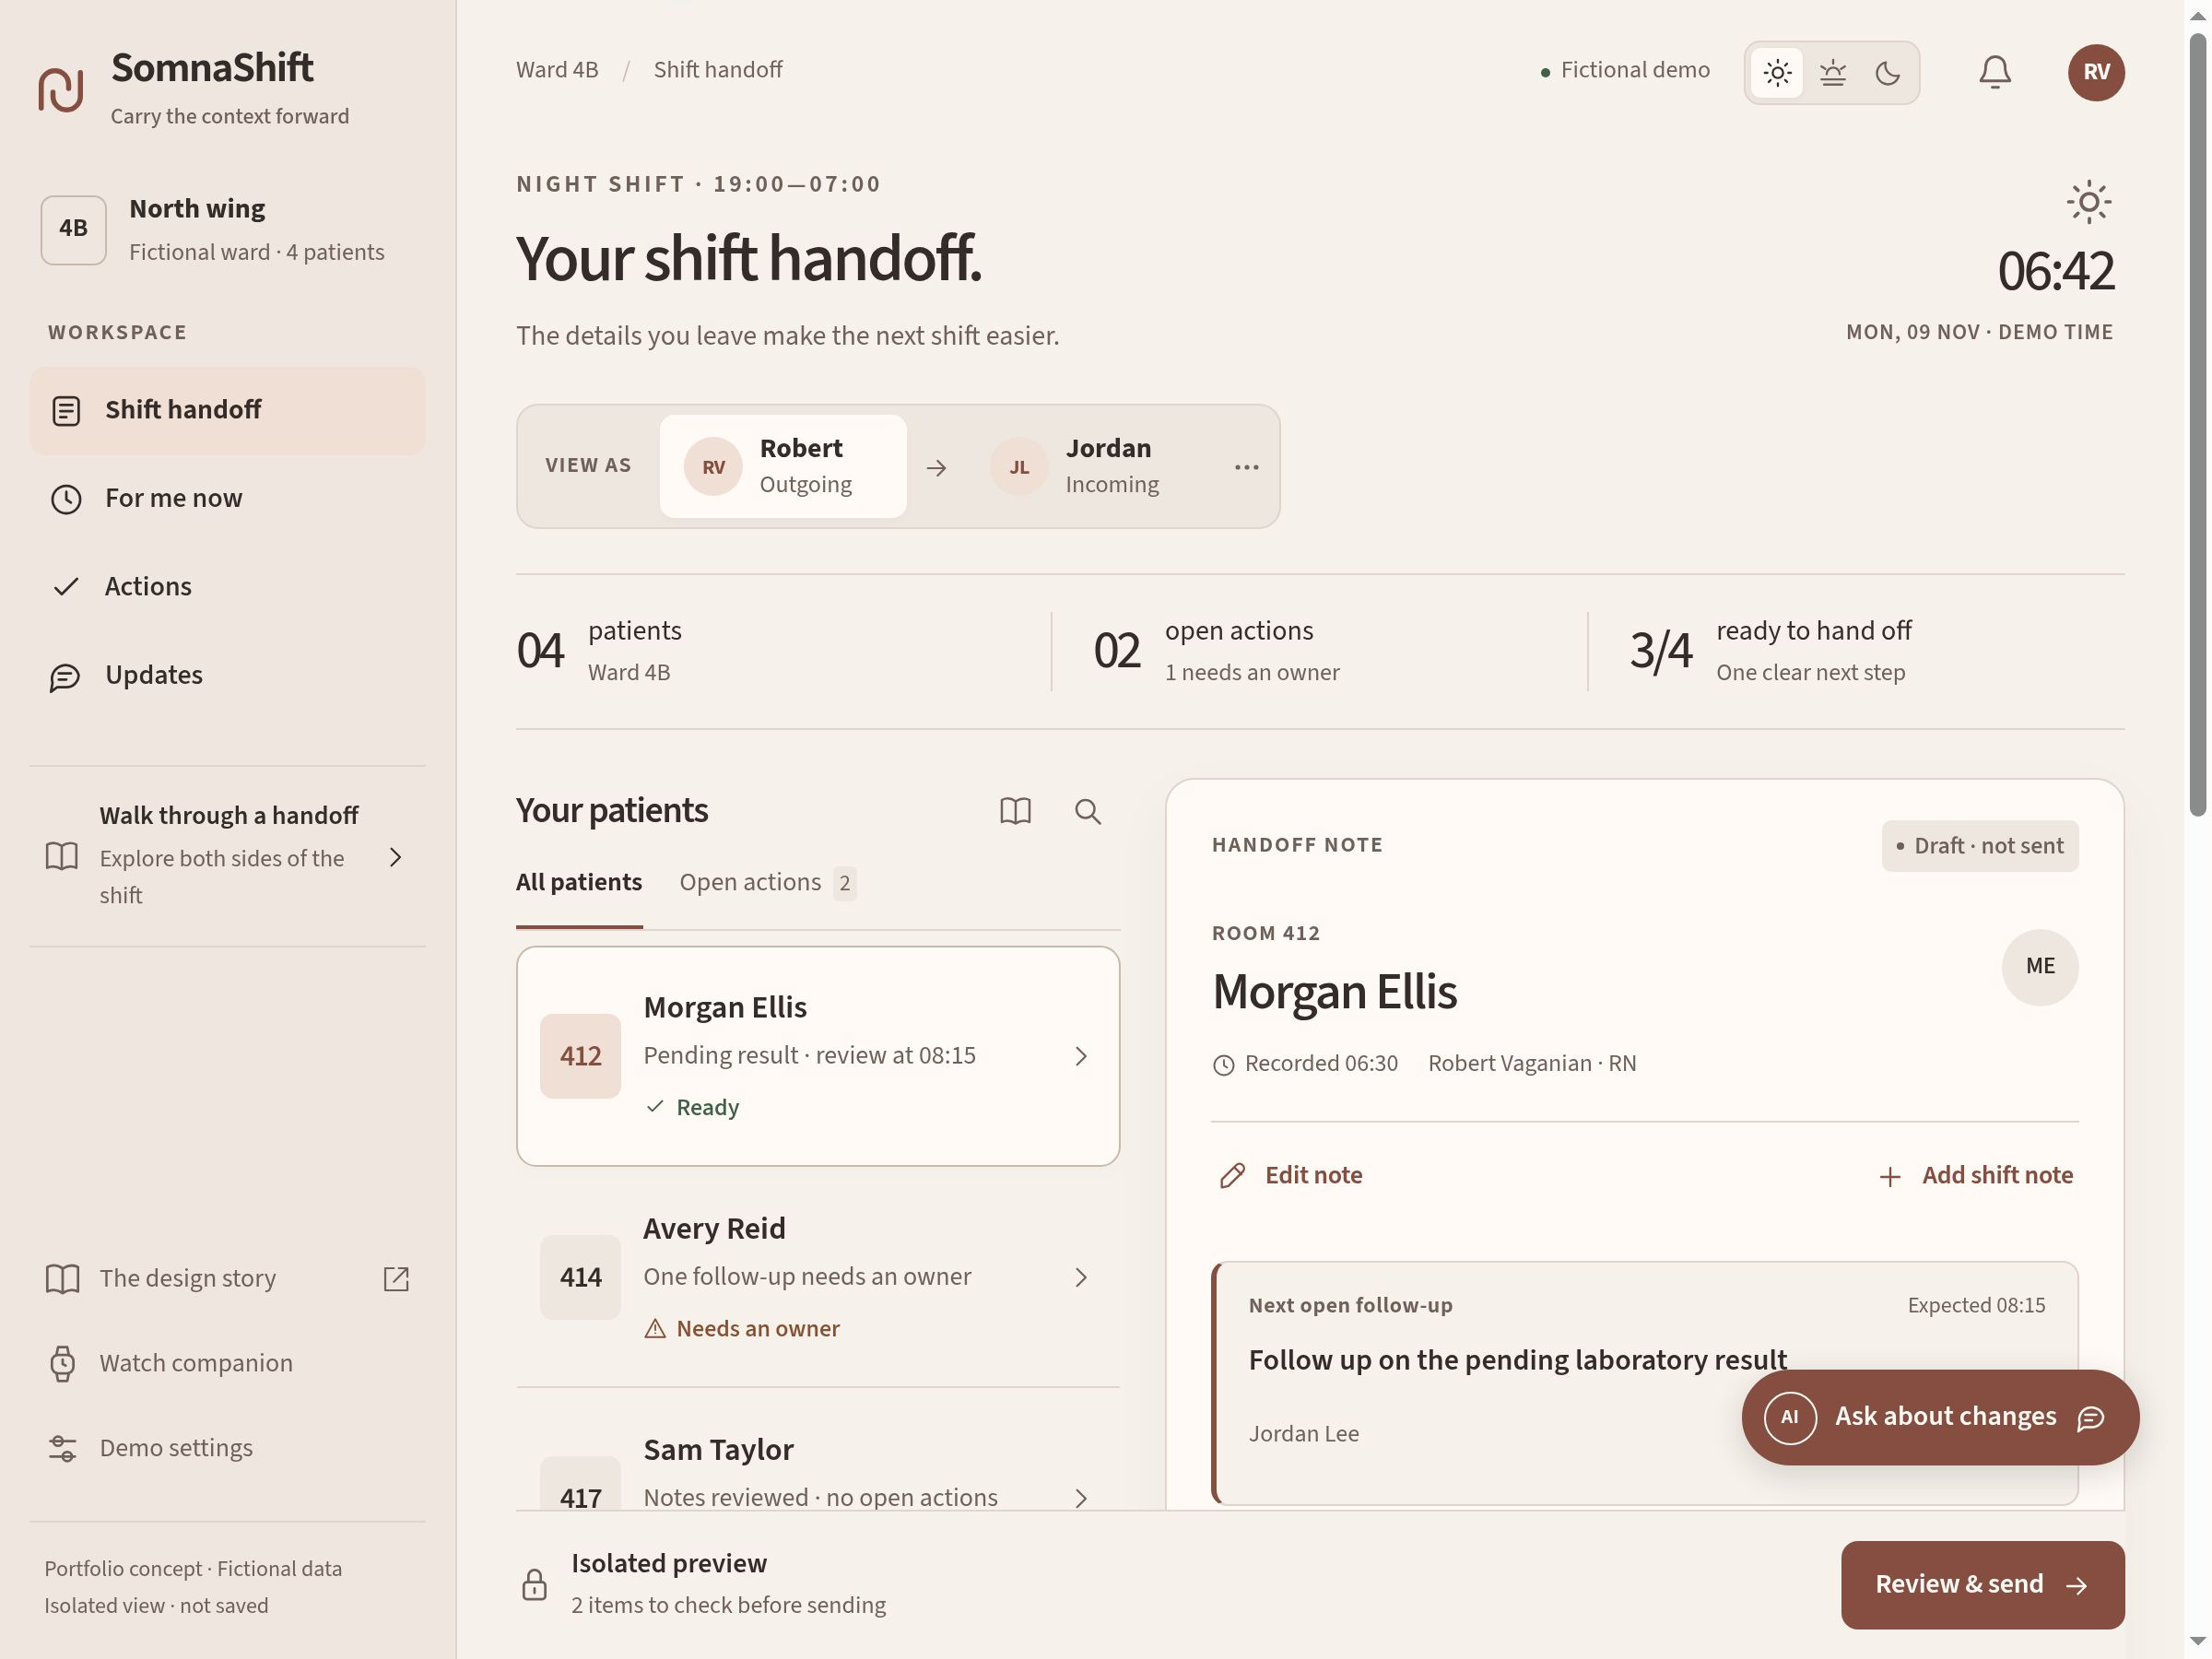 SomnaShift
Carry the context forward
4B
North wing
Fictional ward · 4 patients
WORKSPACE
Shift handoff
For me now
Actions
Updates
Walk through a handoff
Explore both sides of the
shift
The design story
Watch companion
Demo settings
Portfolio concept · Fictional data
Isolated view · not saved
Ward 4B / Shift handoff
Fictional demo
RV
NIGHT SHIFT · 19:00—07:00
Your shift handoff.
The details you leave make the next shift easier.
06:42
MON, 09 NOV · DEMO TIME
VIEW AS
RV
Robert
Outgoing
JL
Jordan
Incoming
04
patients
Ward 4B
02
open actions
1 needs an owner
3/4
ready to hand off
One clear next step
Your patients
All patients
Open actions 2
412
Morgan Ellis
Pending result · review at 08:15
Ready
414
Avery Reid
One follow-up needs an owner
Needs an owner
417
Sam Taylor
Notes reviewed · no open actions
HANDOFF NOTE
Draft · not sent
ROOM 412
Morgan Ellis
ME
Recorded 06:30
Robert Vaganian · RN
Edit note
Add shift note
Next open follow-up
Expected 08:15
Follow up on the pending laboratory result
Jordan Lee
AI
Ask about changes
Isolated preview
2 items to check before sending
Review & send